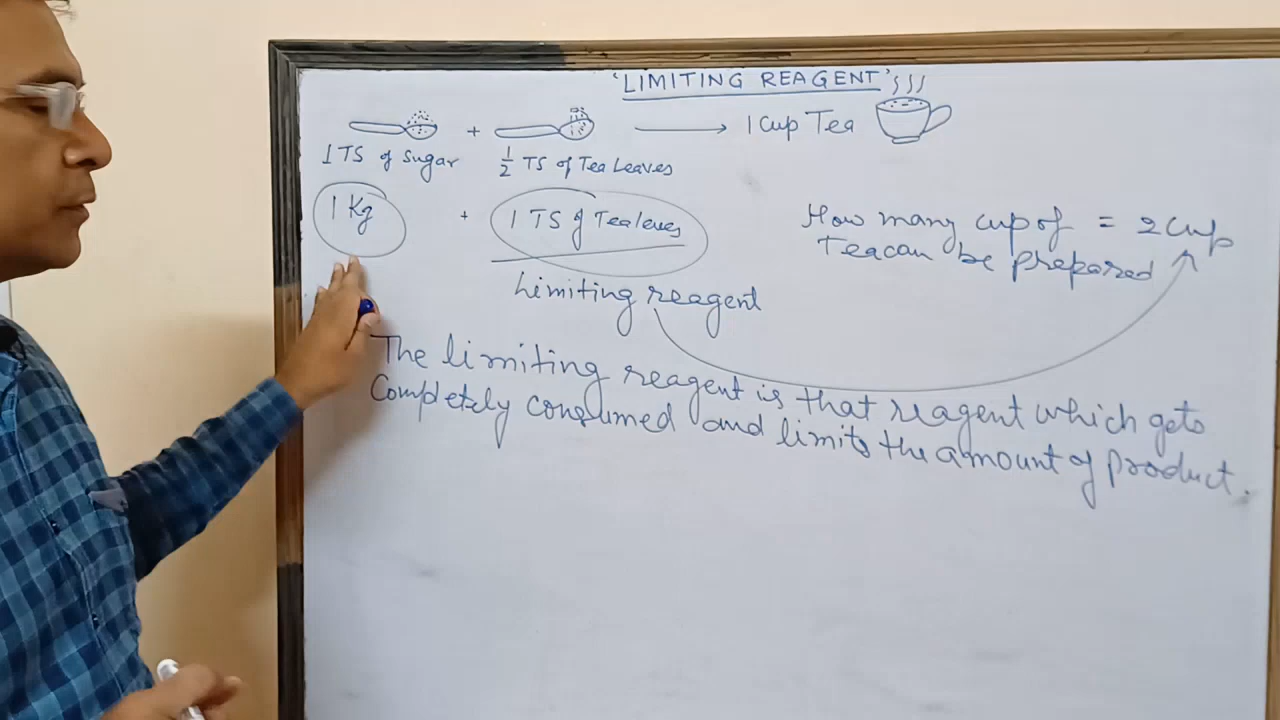 'LIMITING REAGENT'
+ → 1 Cup Tea
1 TS of Sugar 1/2 TS of Tea Leaves
1 Kg + 1 TS of Tealeves
How many cup of = 2 Cup
Tea can be prepared
Limiting reagent
The limiting reagent is that reagent which gets
Completely consumed and limits the amount of product.